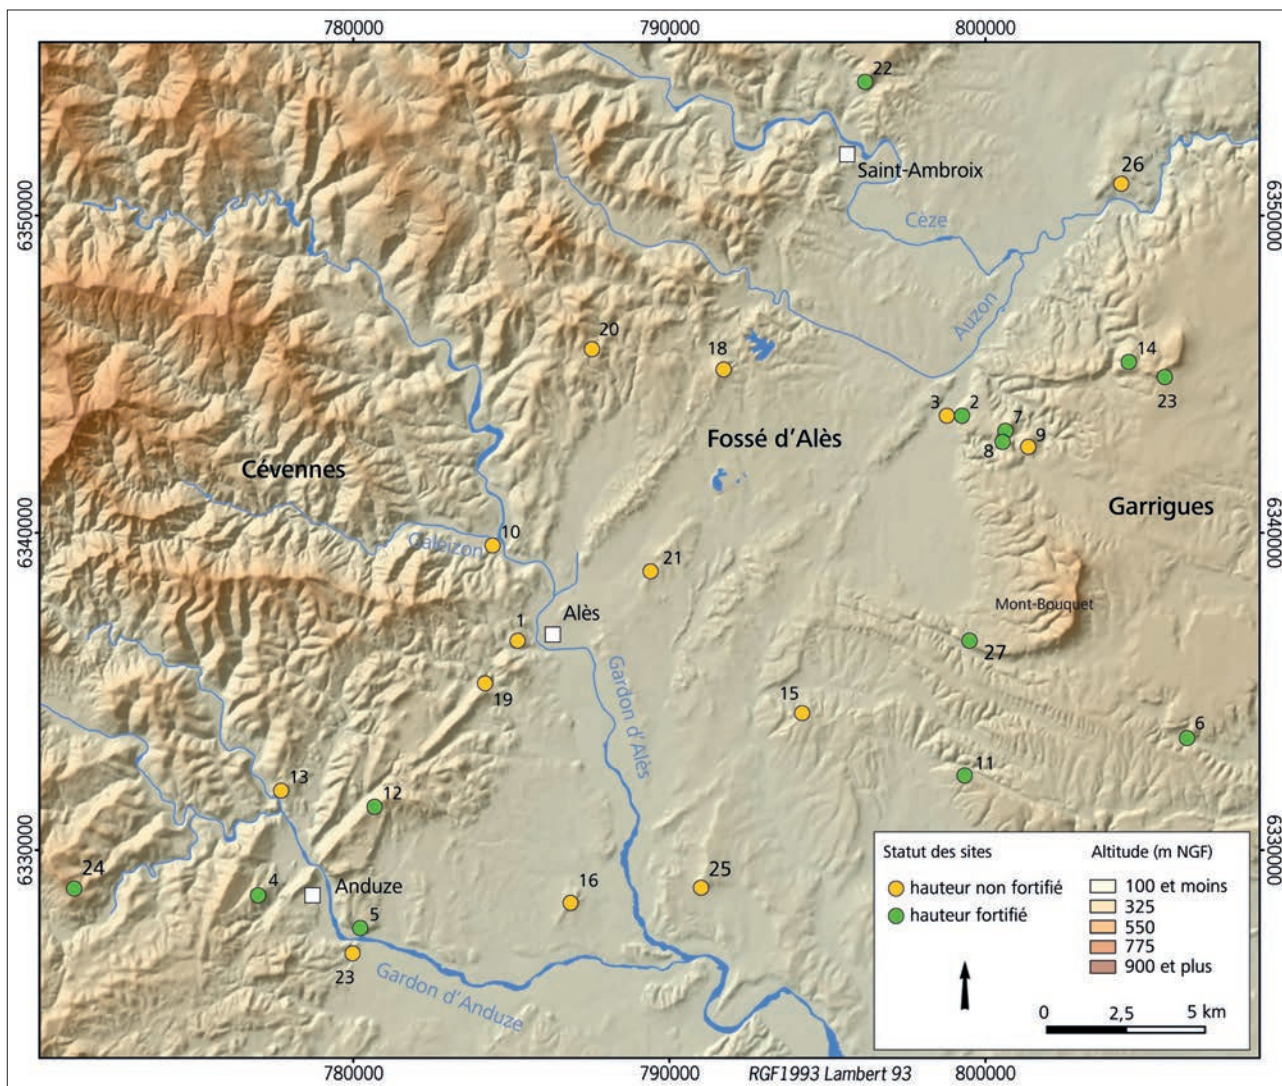 780000
790000
800000
22
Saint-Ambroix
26
6350000
6350000
Cèze
Auzon
20
18
14
23
3
2
7
8
9
Fossé d'Alès
Cévennes
Garrigues
10
Galeizon
6340000
6340000
21
Mont-Bouquet
1
Alès
27
19
Gardon d'Alès
15
6
11
13
12
6330000
6330000
24
4
Anduze
5
16
25
23
Gardon d'Anduze
Statut des sites
hauteur non fortifié
hauteur fortifié
Altitude (m NGF)
100 et moins
325
550
775
900 et plus
0
2,5
5 km
780000
790000
RGF1993 Lambert 93
800000